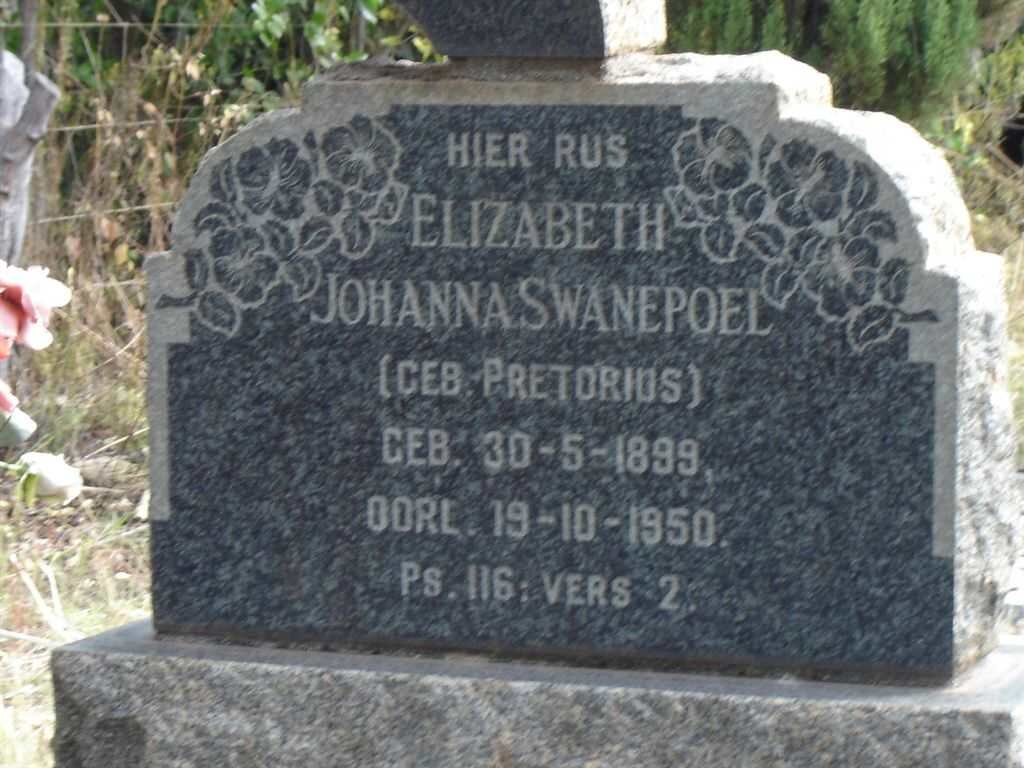 HIER RUS
ELIZABETH
JOHANNA SWANEPOEL
(GEB. PRETORIUS)
GEB. 30-5-1899.
OORL. 19-10-1950.
PS. 116: VERS 2.